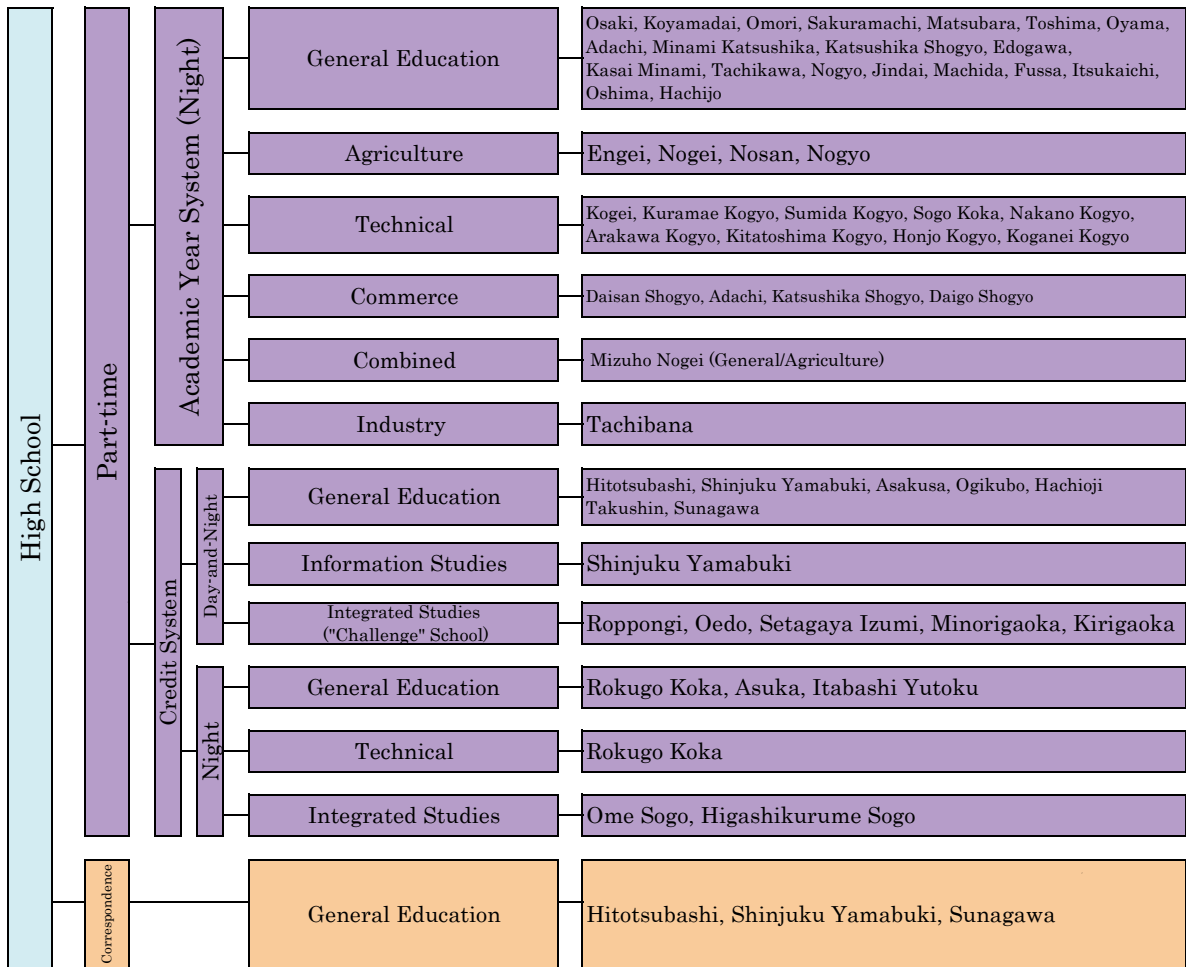 High School
Part-time
Academic Year System (Night)
General Education
Osaki, Koyamadai, Omori, Sakuramachi, Matsubara, Toshima, Oyama,
Adachi, Minami Katsushika, Katsushika Shogyo, Edogawa,
Kasai Minami, Tachikawa, Nogyo, Jindai, Machida, Fussa, Itsukaichi,
Oshima, Hachijo
Agriculture
Engei, Nogei, Nosan, Nogyo
Technical
Kogei, Kuramae Kogyo, Sumida Kogyo, Sogo Koka, Nakano Kogyo,
Arakawa Kogyo, Kitatoshima Kogyo, Honjo Kogyo, Koganei Kogyo
Commerce
Daisan Shogyo, Adachi, Katsushika Shogyo, Daigo Shogyo
Combined
Mizuho Nogei (General/Agriculture)
Industry
Tachibana
Credit System
Day-and-Night
General Education
Hitotsubashi, Shinjuku Yamabuki, Asakusa, Ogikubo, Hachioji
Takushin, Sunagawa
Information Studies
Shinjuku Yamabuki
Integrated Studies
("Challenge" School)
Roppongi, Oedo, Setagaya Izumi, Minorigaoka, Kirigaoka
Night
General Education
Rokugo Koka, Asuka, Itabashi Yutoku
Technical
Rokugo Koka
Integrated Studies
Ome Sogo, Higashikurume Sogo
Correspondence
General Education
Hitotsubashi, Shinjuku Yamabuki, Sunagawa